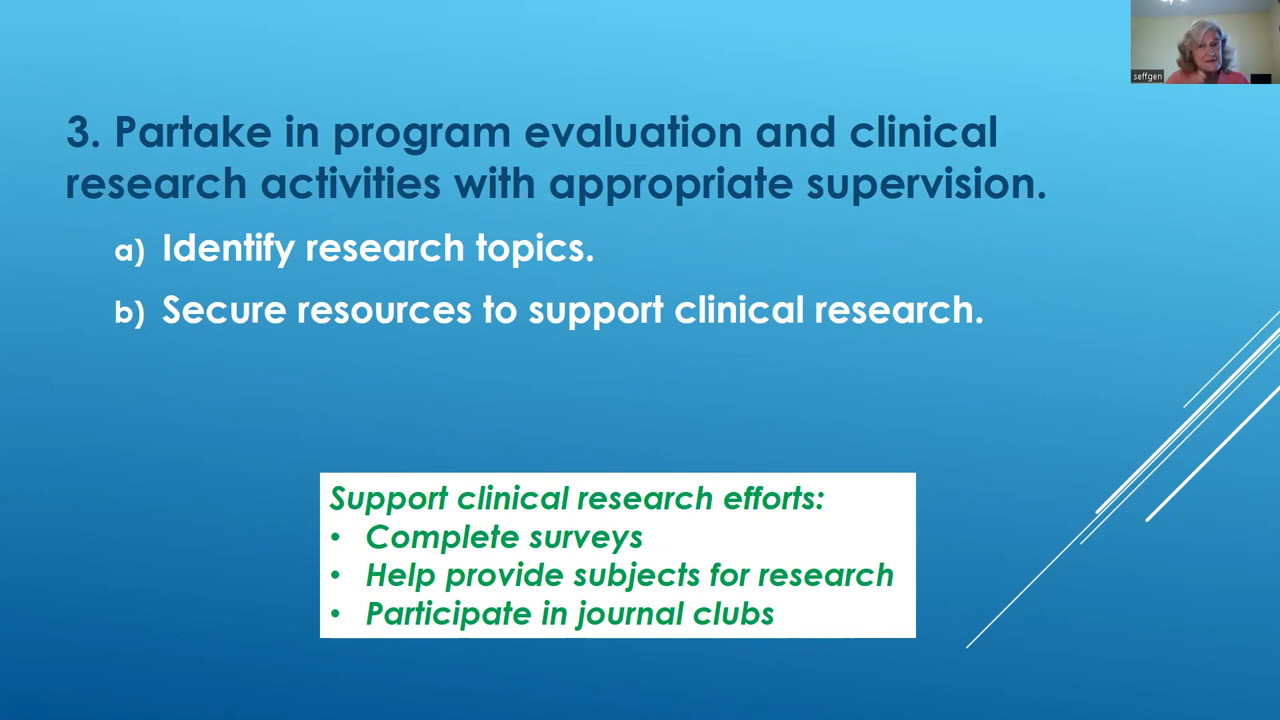 3. Partake in program evaluation and clinical
research activities with appropriate supervision.
a) Identify research topics.
b) Secure resources to support clinical research.
Support clinical research efforts:
• Complete surveys
• Help provide subjects for research
• Participate in journal clubs
seffgen